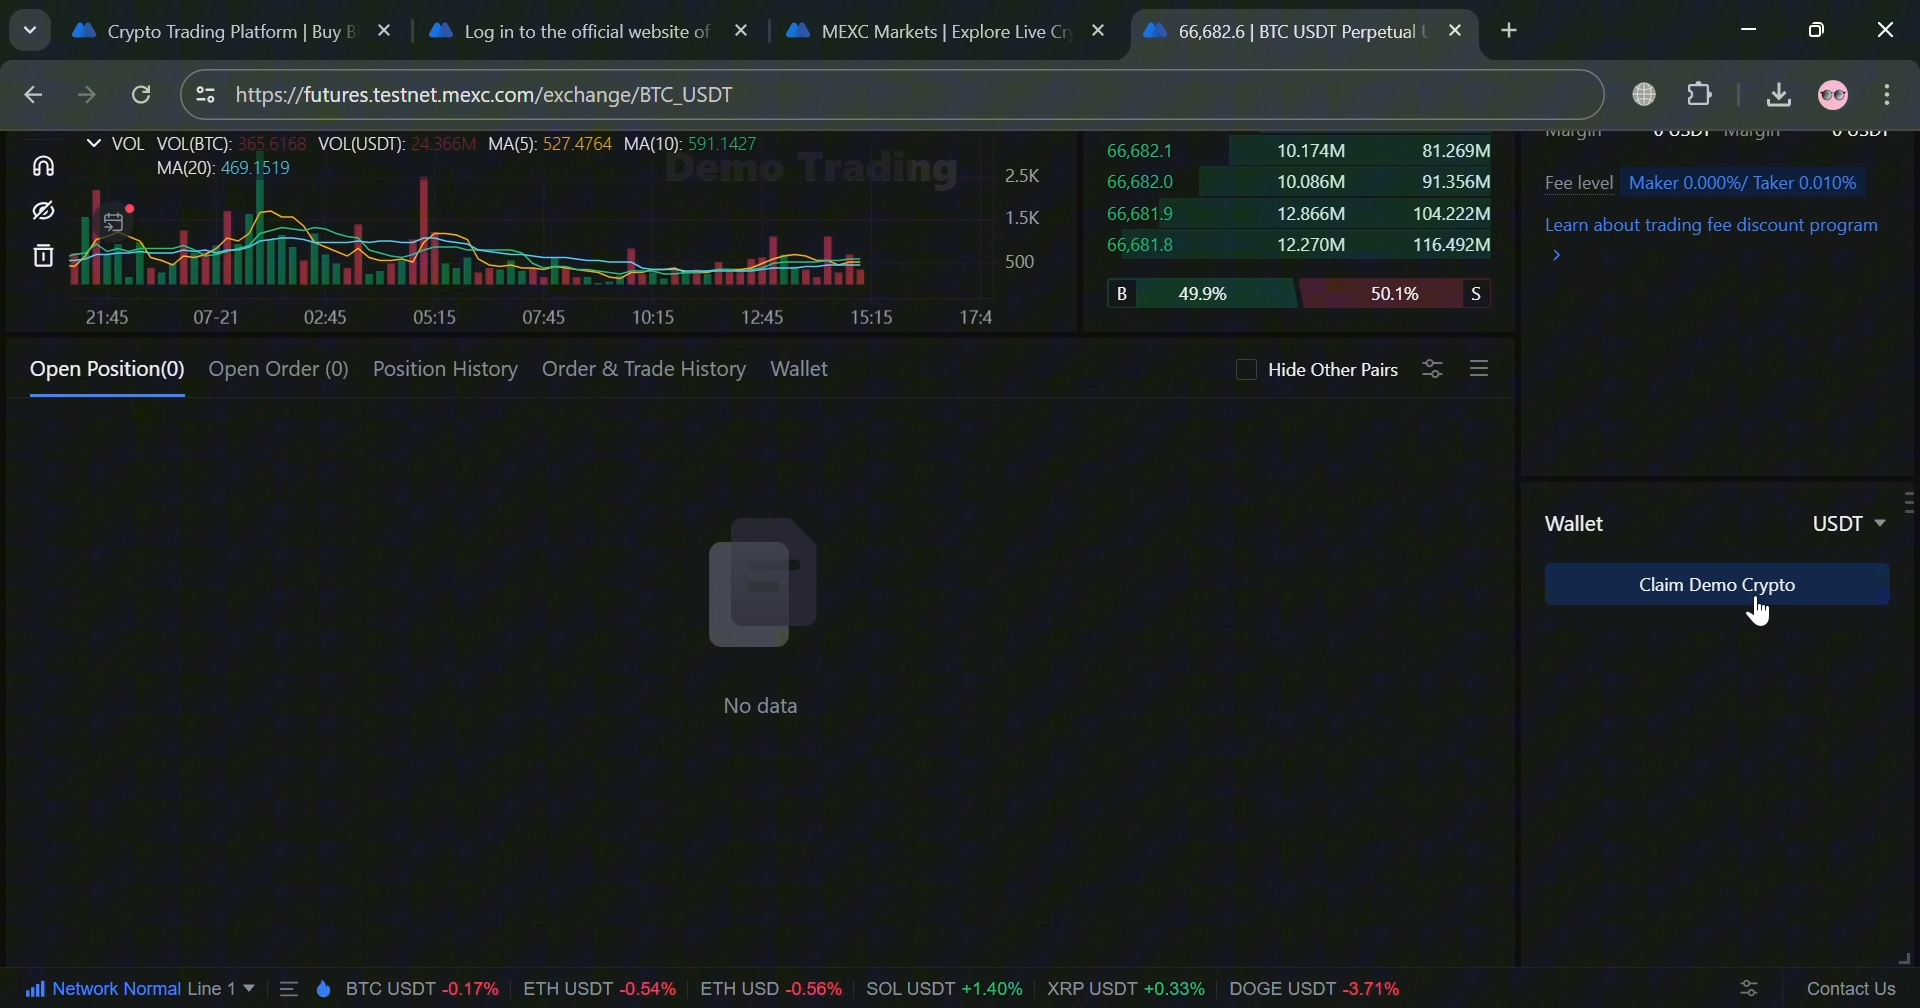 Crypto Trading Platform | Buy B
Log in to the official website of
MEXC Markets | Explore Live Cr
66,682.6 | BTC USDT Perpetual
https://futures.testnet.mexc.com/exchange/BTC_USDT
VOL VOL(BTC): 365.6168 VOL(USDT): 24.366M MA(5): 527.4764 MA(10): 591.1427
MA(20): 469.1519
Demo Trading
2.5K
1.5K
500
21:45 07-21 02:45 05:15 07:45 10:15 12:45 15:15 17:4
66,682.1 10.174M 81.269M
66,682.0 10.086M 91.356M
66,681.9 12.866M 104.222M
66,681.8 12.270M 116.492M
B 49.9% 50.1% S
Margin 0 USDT Margin 0 USDT
Fee level Maker 0.000%/ Taker 0.010%
Learn about trading fee discount program
Open Position(0) Open Order (0) Position History Order & Trade History Wallet
Hide Other Pairs
No data
Wallet USDT
Claim Demo Crypto
Network Normal Line 1 BTC USDT -0.17% ETH USDT -0.54% ETH USD -0.56% SOL USDT +1.40% XRP USDT +0.33% DOGE USDT -3.71%
Contact Us